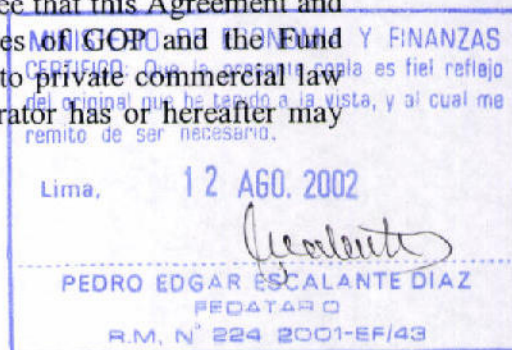 ee that this Agreement and
es of GOP and the Fund
to private commercial law
rator has or hereafter may
MINISTERIO DE ECONOMIA Y FINANZAS
CERTIFICO: Que la presente copia es fiel reflejo
del original que he tenido a la vista, y al cual me
remito de ser necesario.
Lima, 12 AGO. 2002
PEDRO EDGAR ESCALANTE DIAZ
FEDATARIO
R.M. N° 224 2001-EF/43